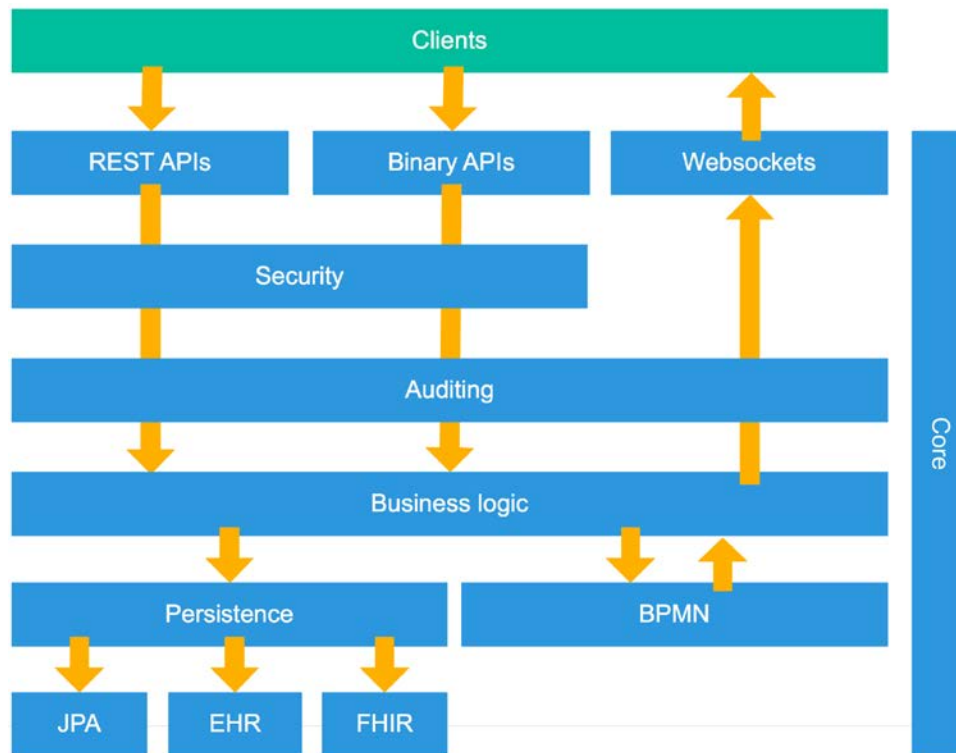 Clients
REST APIs
Binary APIs
Websockets
Security
Auditing
Core
Business logic
Persistence
BPMN
JPA
EHR
FHIR